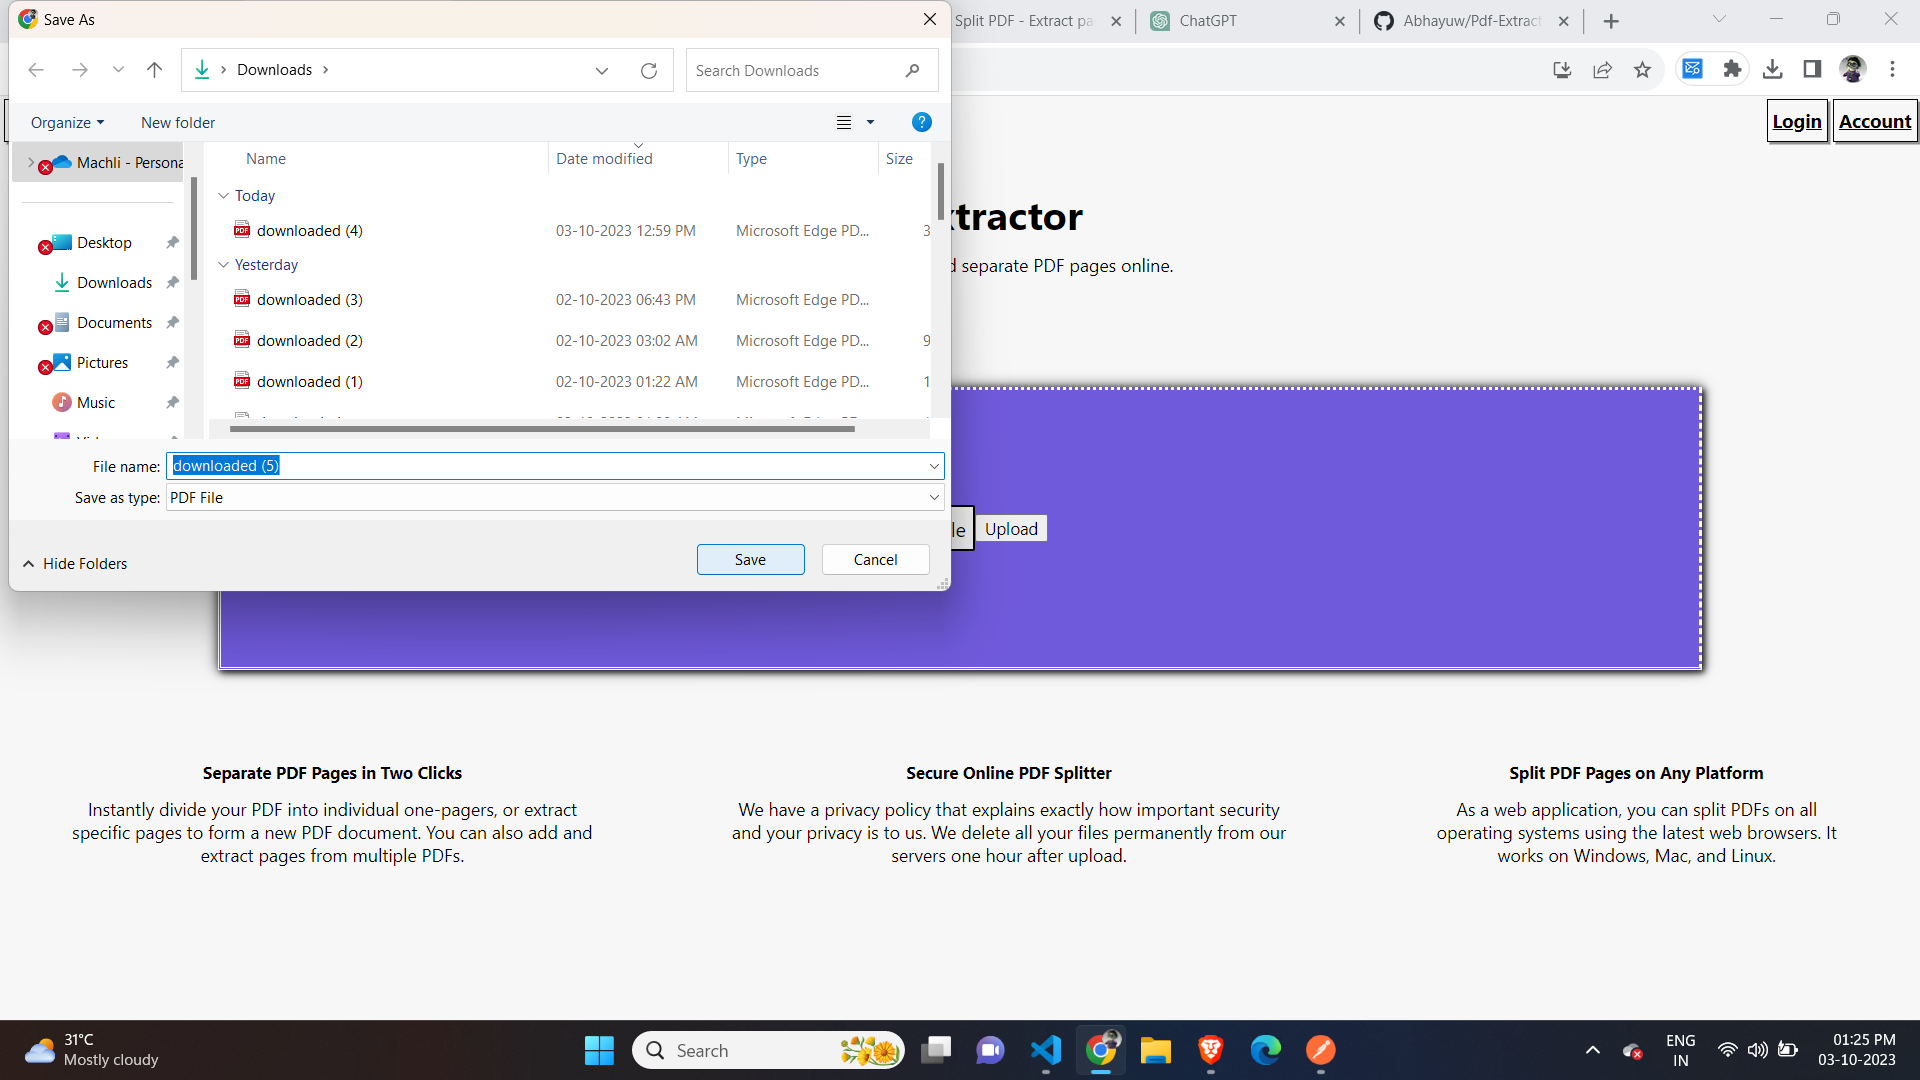 Save As
Split PDF - Extract pa
ChatGPT
Abhayuw/Pdf-Extract
Downloads
Search Downloads
Organize
New folder
Login
Account
Machli - Persona
Name
Date modified
Type
Size
Today
downloaded (4)
03-10-2023 12:59 PM
Microsoft Edge PD...
3
Yesterday
downloaded (3)
02-10-2023 06:43 PM
Microsoft Edge PD...
downloaded (2)
02-10-2023 03:02 AM
Microsoft Edge PD...
9
downloaded (1)
02-10-2023 01:22 AM
Microsoft Edge PD...
1
Desktop
Downloads
Documents
Pictures
Music
File name:
downloaded (5)
Save as type:
PDF File
Hide Folders
Save
Cancel
xtractor
d separate PDF pages online.
le
Upload
Separate PDF Pages in Two Clicks
Instantly divide your PDF into individual one-pagers, or extract
specific pages to form a new PDF document. You can also add and
extract pages from multiple PDFs.
Secure Online PDF Splitter
We have a privacy policy that explains exactly how important security
and your privacy is to us. We delete all your files permanently from our
servers one hour after upload.
Split PDF Pages on Any Platform
As a web application, you can split PDFs on all
operating systems using the latest web browsers. It
works on Windows, Mac, and Linux.
31°C
Mostly cloudy
Search
ENG
IN
01:25 PM
03-10-2023